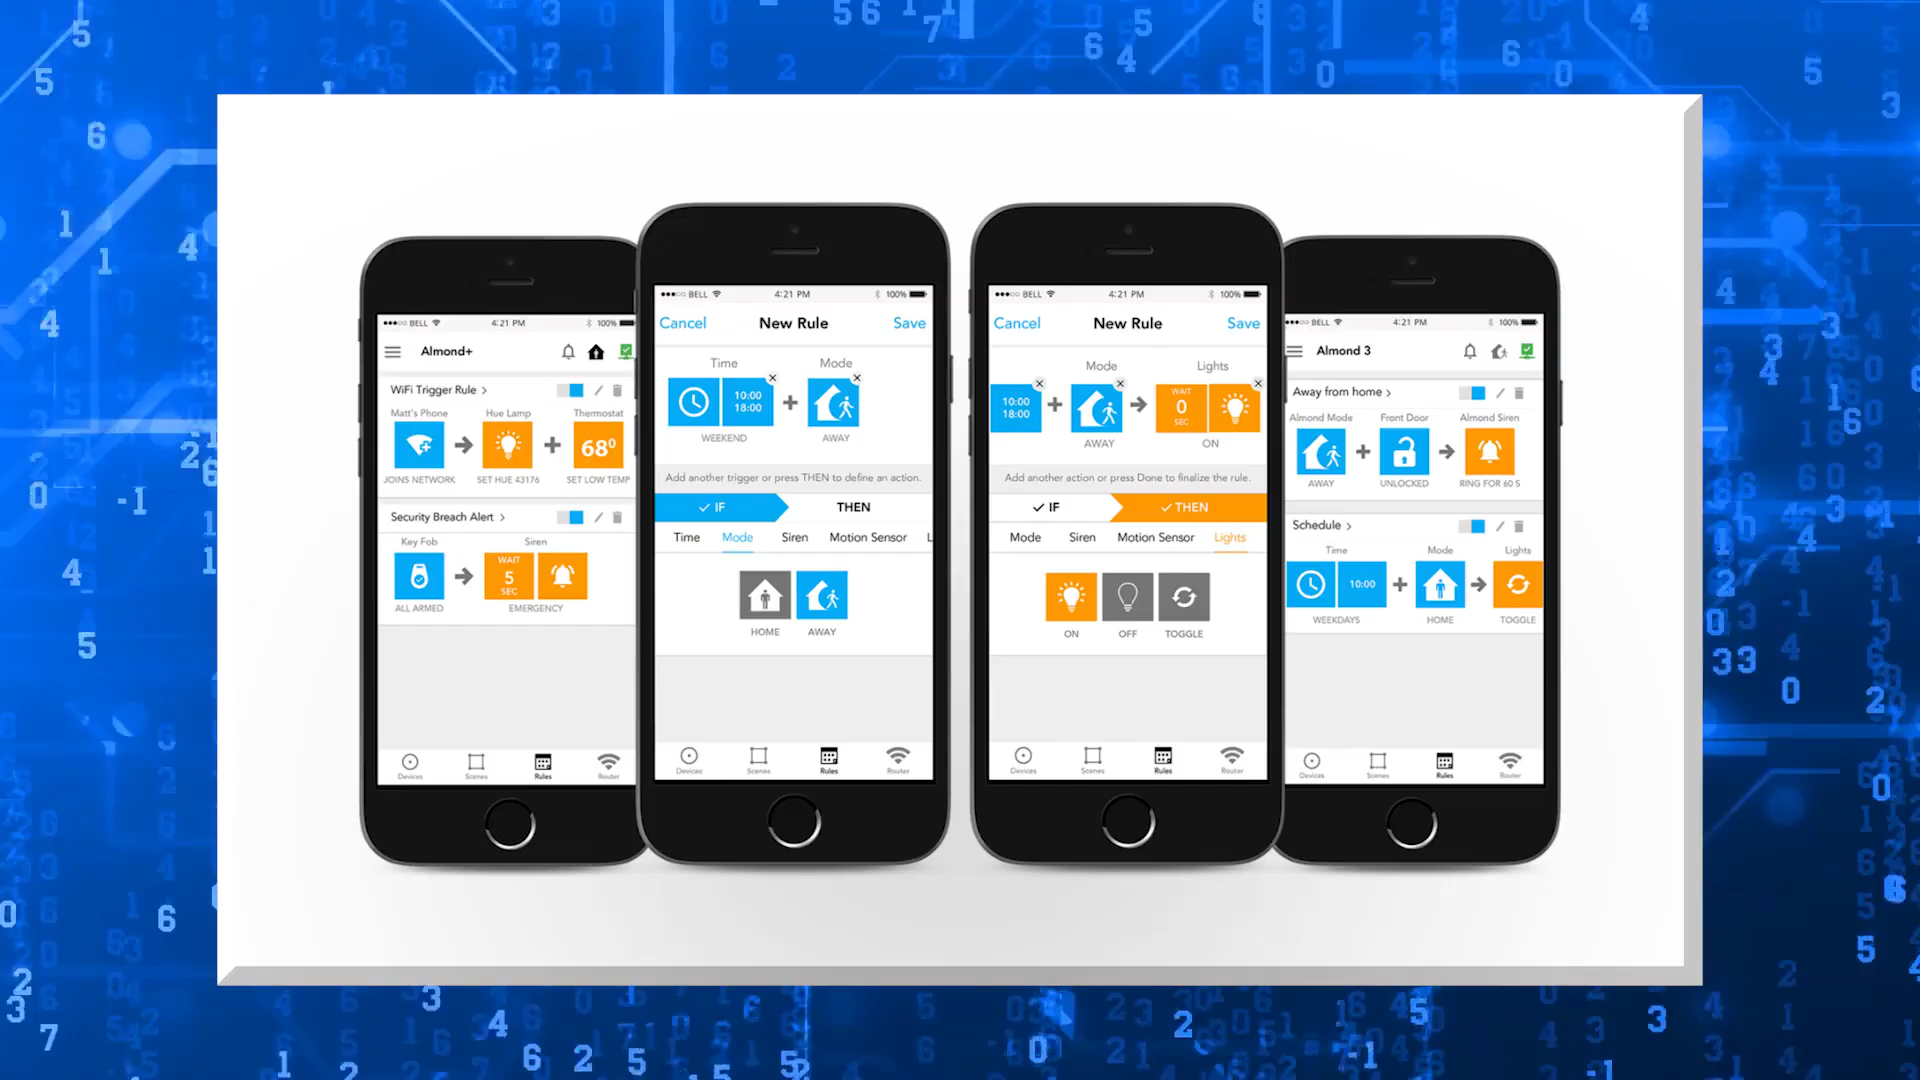 BELL 4:21 PM 100%
Almond+
WiFi Trigger Rule >
Matt's Phone Hue Lamp Thermostat
68⁰
JOINS NETWORK SET HUE 43176 SET LOW TEMP
Security Breach Alert >
Key Fob Siren
WAIT
5
SEC
ALL ARMED EMERGENCY
Devices Scenes Rules Router
BELL 4:21 PM 100%
Cancel New Rule Save
Time Mode
10:00
18:00
WEEKEND AWAY
Add another trigger or press THEN to define an action.
IF THEN
Time Mode Siren Motion Sensor L
HOME AWAY
Devices Scenes Rules Router
BELL 4:21 PM 100%
Cancel New Rule Save
Mode Lights
10:00
18:00
WAIT
0
SEC
AWAY ON
Add another action or press Done to finalize the rule.
IF THEN
Mode Siren Motion Sensor Lights
ON OFF TOGGLE
Devices Scenes Rules Router
BELL 4:21 PM 100%
Almond 3
Away from home >
Almond Mode Front Door Almond Siren
AWAY UNLOCKED RING FOR 60 S
Schedule >
Time Mode Lights
10:00
WEEKDAYS HOME TOGGLE
Devices Scenes Rules Router